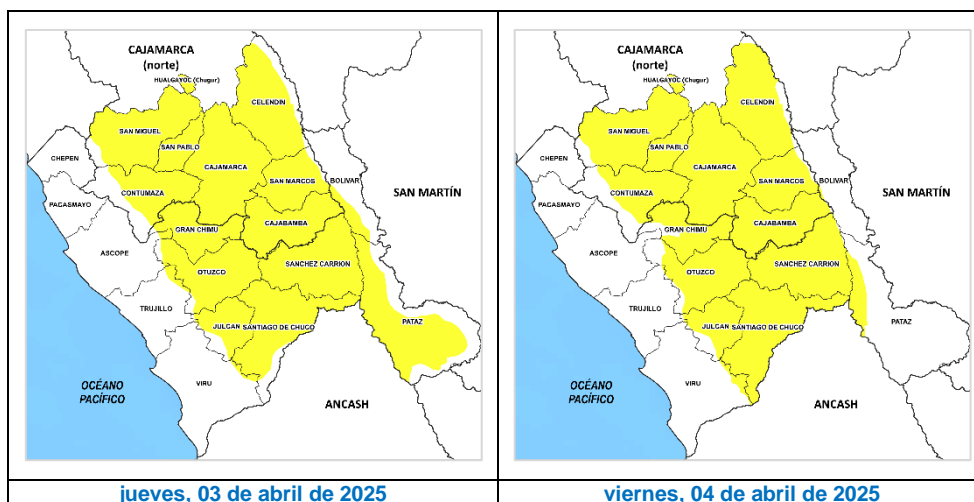 CAJAMARCA
(norte)
HUALGAYOC (Chugur)
CELENDIN
SAN MIGUEL
SAN PABLO
CHEPEN
CAJAMARCA
SAN MARCOS
BOLIVAR
SAN MARTÍN
CONTUMAZA
PACASMAYO
CAJABAMBA
GRAN CHIMU
ASCOPE
OTUZCO
SANCHEZ CARRION
TRUJILLO
PATAZ
JULCAN
SANTIAGO DE CHUCO
VIRU
OCÉANO
PACÍFICO
ANCASH
jueves, 03 de abril de 2025
CAJAMARCA
(norte)
HUALGAYOC (Chugur)
CELENDIN
SAN MIGUEL
SAN PABLO
CHEPEN
CAJAMARCA
SAN MARCOS
BOLIVAR
SAN MARTÍN
CONTUMAZA
PACASMAYO
CAJABAMBA
GRAN CHIMU
ASCOPE
OTUZCO
SANCHEZ CARRION
TRUJILLO
PATAZ
JULCAN
SANTIAGO DE CHUCO
VIRU
OCÉANO
PACÍFICO
ANCASH
viernes, 04 de abril de 2025